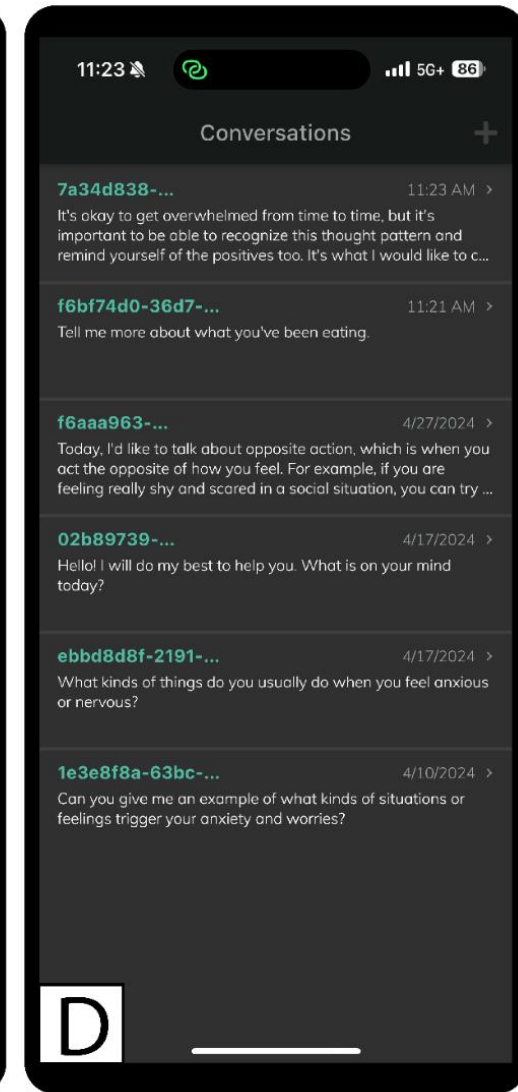 11:23
5G+ 86
Conversations +
7a34d838-... 11:23 AM >
It's okay to get overwhelmed from time to time, but it's
important to be able to recognize this thought pattern and
remind yourself of the positives too. It's what I would like to c...
f6bf74d0-36d7-... 11:21 AM >
Tell me more about what you've been eating.
f6aaa963-... 4/27/2024 >
Today, I'd like to talk about opposite action, which is when you
act the opposite of how you feel. For example, if you are
feeling really shy and scared in a social situation, you can try ...
02b89739-... 4/17/2024 >
Hello! I will do my best to help you. What is on your mind
today?
ebbd8d8f-2191-... 4/17/2024 >
What kinds of things do you usually do when you feel anxious
or nervous?
1e3e8f8a-63bc-... 4/10/2024 >
Can you give me an example of what kinds of situations or
feelings trigger your anxiety and worries?
D